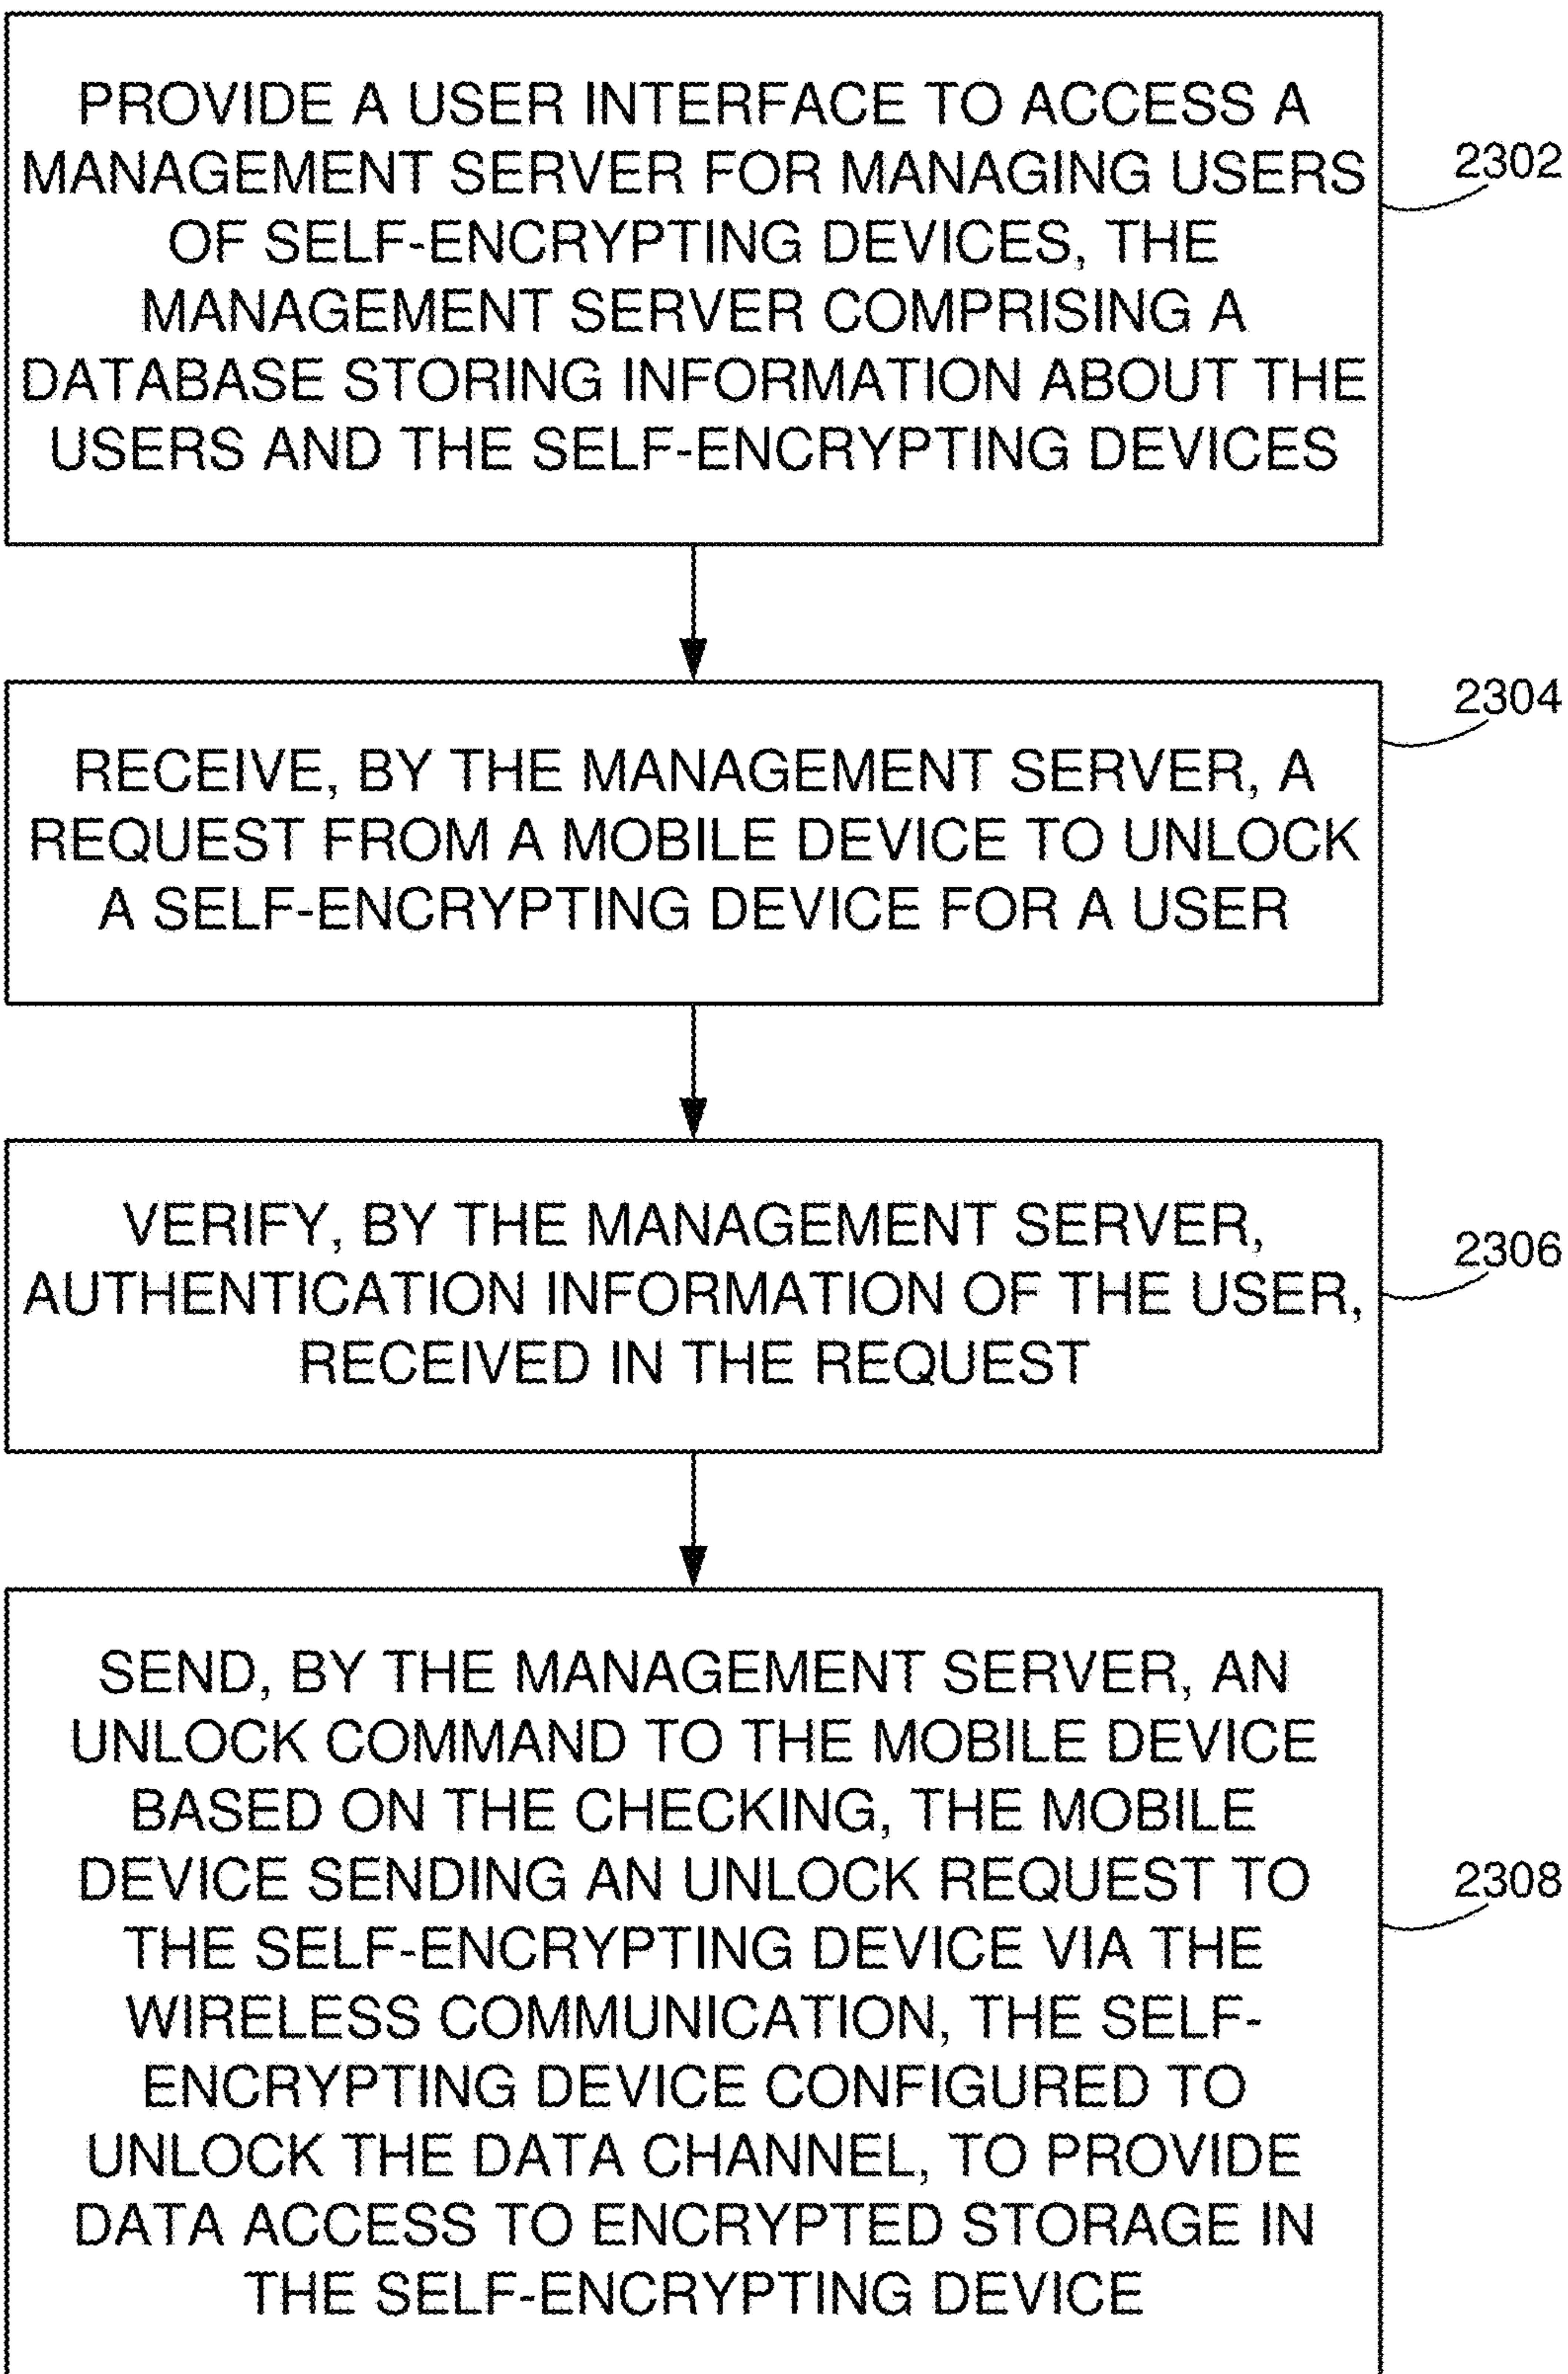 PROVIDE A USER INTERFACE TO ACCESS A
MANAGEMENT SERVER FOR MANAGING USERS
OF SELF-ENCRYPTING DEVICES, THE
MANAGEMENT SERVER COMPRISING A
DATABASE STORING INFORMATION ABOUT THE
USERS AND THE SELF-ENCRYPTING DEVICES
2302
RECEIVE, BY THE MANAGEMENT SERVER, A
REQUEST FROM A MOBILE DEVICE TO UNLOCK
A SELF-ENCRYPTING DEVICE FOR A USER
2304
VERIFY, BY THE MANAGEMENT SERVER,
AUTHENTICATION INFORMATION OF THE USER,
RECEIVED IN THE REQUEST
2306
SEND, BY THE MANAGEMENT SERVER, AN
UNLOCK COMMAND TO THE MOBILE DEVICE
BASED ON THE CHECKING, THE MOBILE
DEVICE SENDING AN UNLOCK REQUEST TO
THE SELF-ENCRYPTING DEVICE VIA THE
WIRELESS COMMUNICATION, THE SELF-
ENCRYPTING DEVICE CONFIGURED TO
UNLOCK THE DATA CHANNEL, TO PROVIDE
DATA ACCESS TO ENCRYPTED STORAGE IN
THE SELF-ENCRYPTING DEVICE
2308